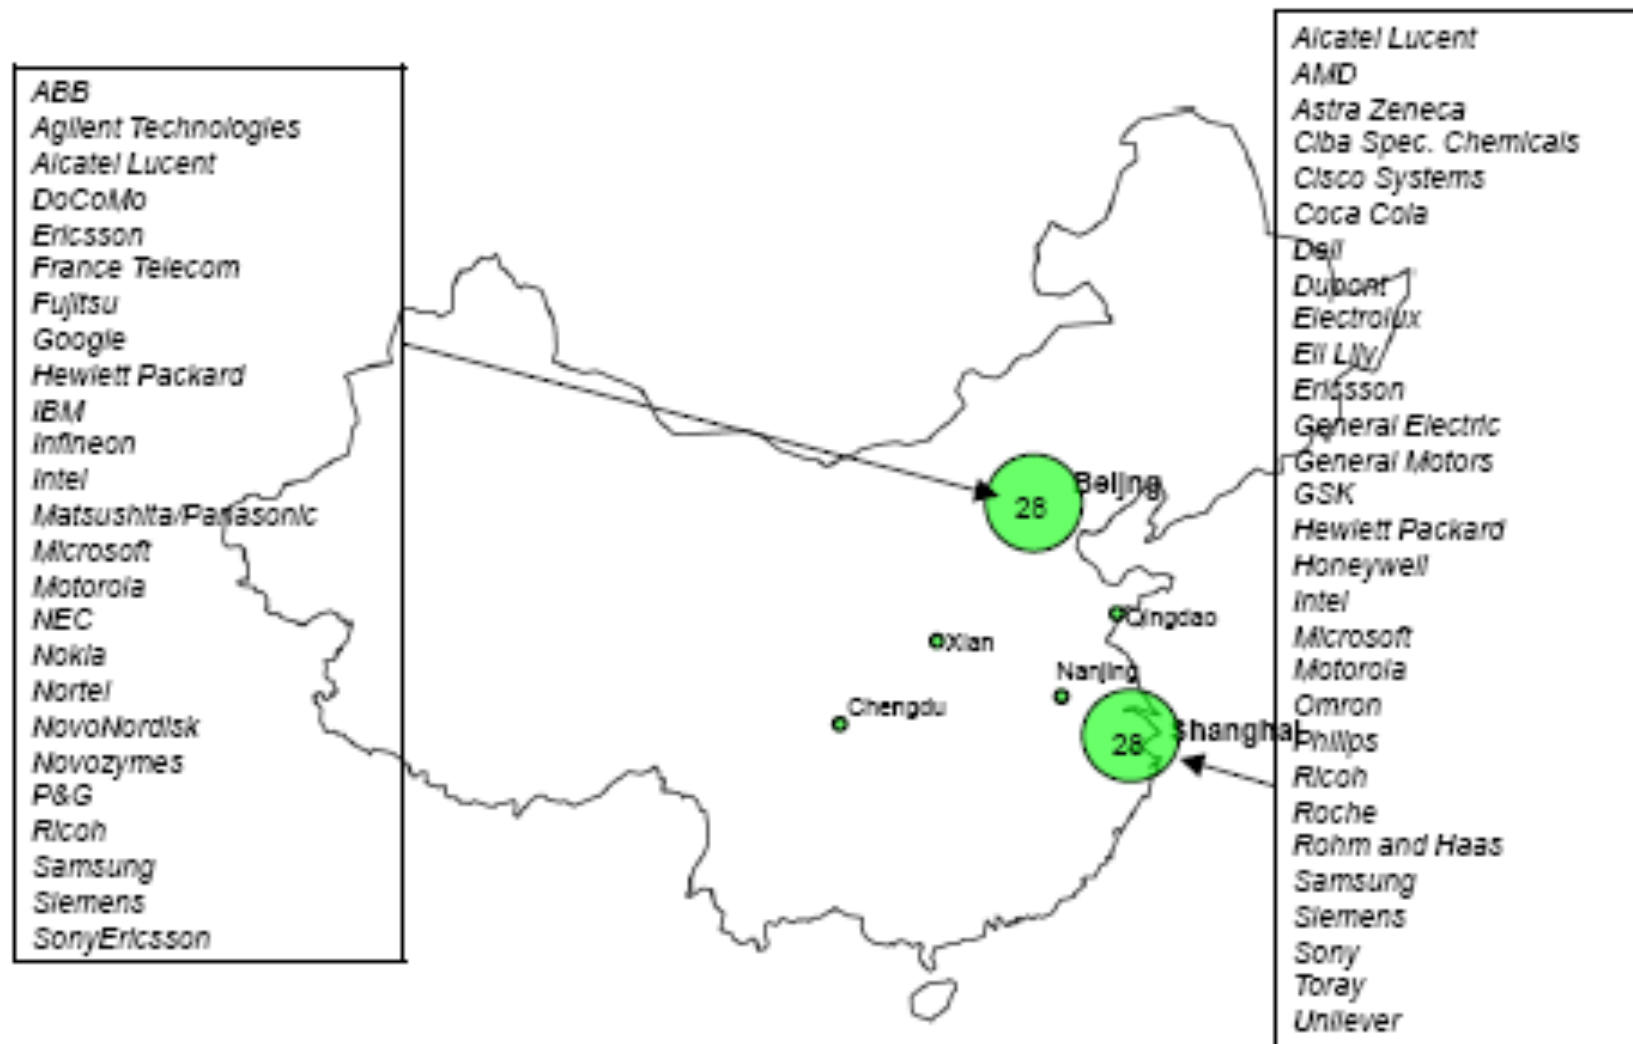 ABB
Agilent Technologies
Alcatel Lucent
DoCoMo
Ericsson
France Telecom
Fujitsu
Google
Hewlett Packard
IBM
Infineon
Intel
Matsushita/Panasonic
Microsoft
Motorola
NEC
Nokia
Nortel
NovoNordisk
Novozymes
P&G
Ricoh
Samsung
Siemens
SonyEricsson
28
Beijng
Qingdao
Xian
Nanjing
Chengdu
28
Shanghai
Alcatel Lucent
AMD
Astra Zeneca
Ciba Spec. Chemicals
Cisco Systems
Coca Cola
Dell
Dupont
Electrolux
Eli Lily
Ericsson
General Electric
General Motors
GSK
Hewlett Packard
Honeywell
Intel
Microsoft
Motorola
Omron
Philips
Ricoh
Roche
Rohm and Haas
Samsung
Siemens
Sony
Toray
Unilever